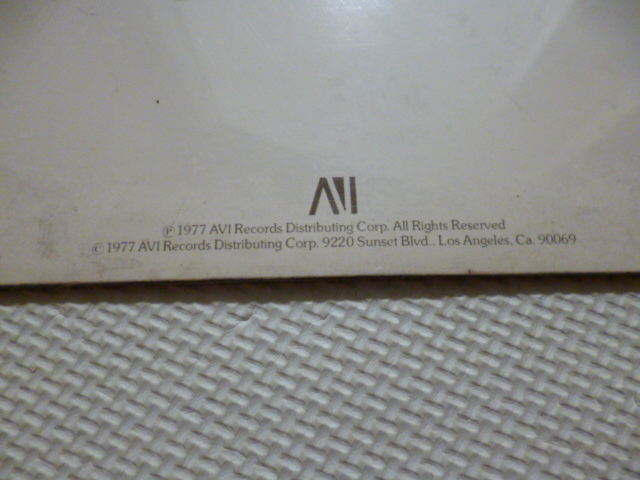 AVI
℗ 1977 AVI Records Distributing Corp. All Rights Reserved
© 1977 AVI Records Distributing Corp. 9220 Sunset Blvd., Los Angeles, Ca. 90069